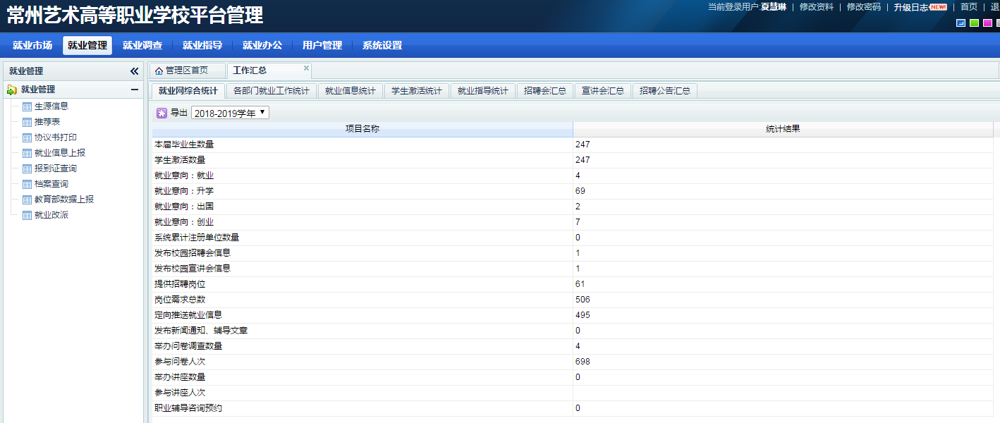 常州艺术高等职业学校平台管理
当前登录用户:夏慧琳 | 修改资料 | 修改密码 | 升级日志 NEW! | 首页 | 退
就业市场 就业管理 就业调查 就业指导 就业办公 用户管理 系统设置
就业管理
就业管理
生源信息
推荐表
协议书打印
就业信息上报
报到证查询
档案查询
教育部数据上报
就业改派
管理区首页 工作汇总
就业网综合统计 各部门就业工作统计 就业信息统计 学生激活统计 就业指导统计 招聘会汇总 宣讲会汇总 招聘公告汇总
导出 2018-2019学年
项目名称 统计结果
本届毕业生数量 247
学生激活数量 247
就业意向：就业 4
就业意向：升学 69
就业意向：出国 2
就业意向：创业 7
系统累计注册单位数量 0
发布校园招聘会信息 1
发布校园宣讲会信息 1
提供招聘岗位 61
岗位需求总数 506
定向推送就业信息 495
发布新闻通知、辅导文章 0
举办问卷调查数量 4
参与问卷人次 698
举办讲座数量 0
参与讲座人次
职业辅导咨询预约 0